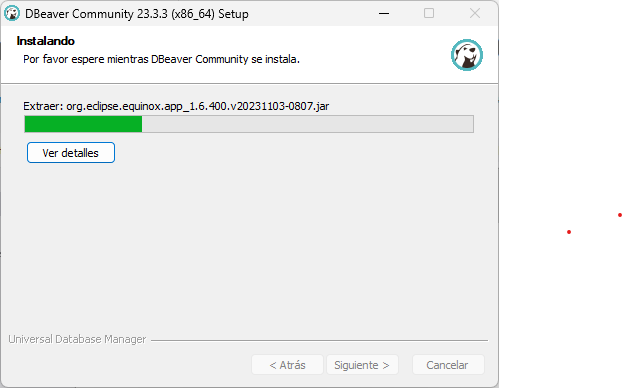 DBeaver Community 23.3.3 (x86_64) Setup
Instalando
Por favor espere mientras DBeaver Community se instala.
Extraer: org.eclipse.equinox.app_1.6.400.v20231103-0807.jar
Ver detalles
Universal Database Manager
< Atrás
Siguiente >
Cancelar